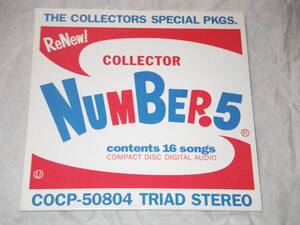 THE COLLECTORS SPECIAL PKGS.
ReNew!
COLLECTOR
NUMBER.5
®
contents 16 songs
COMPACT DISC DIGITAL AUDIO
U
COCP-50804 TRIAD STEREO